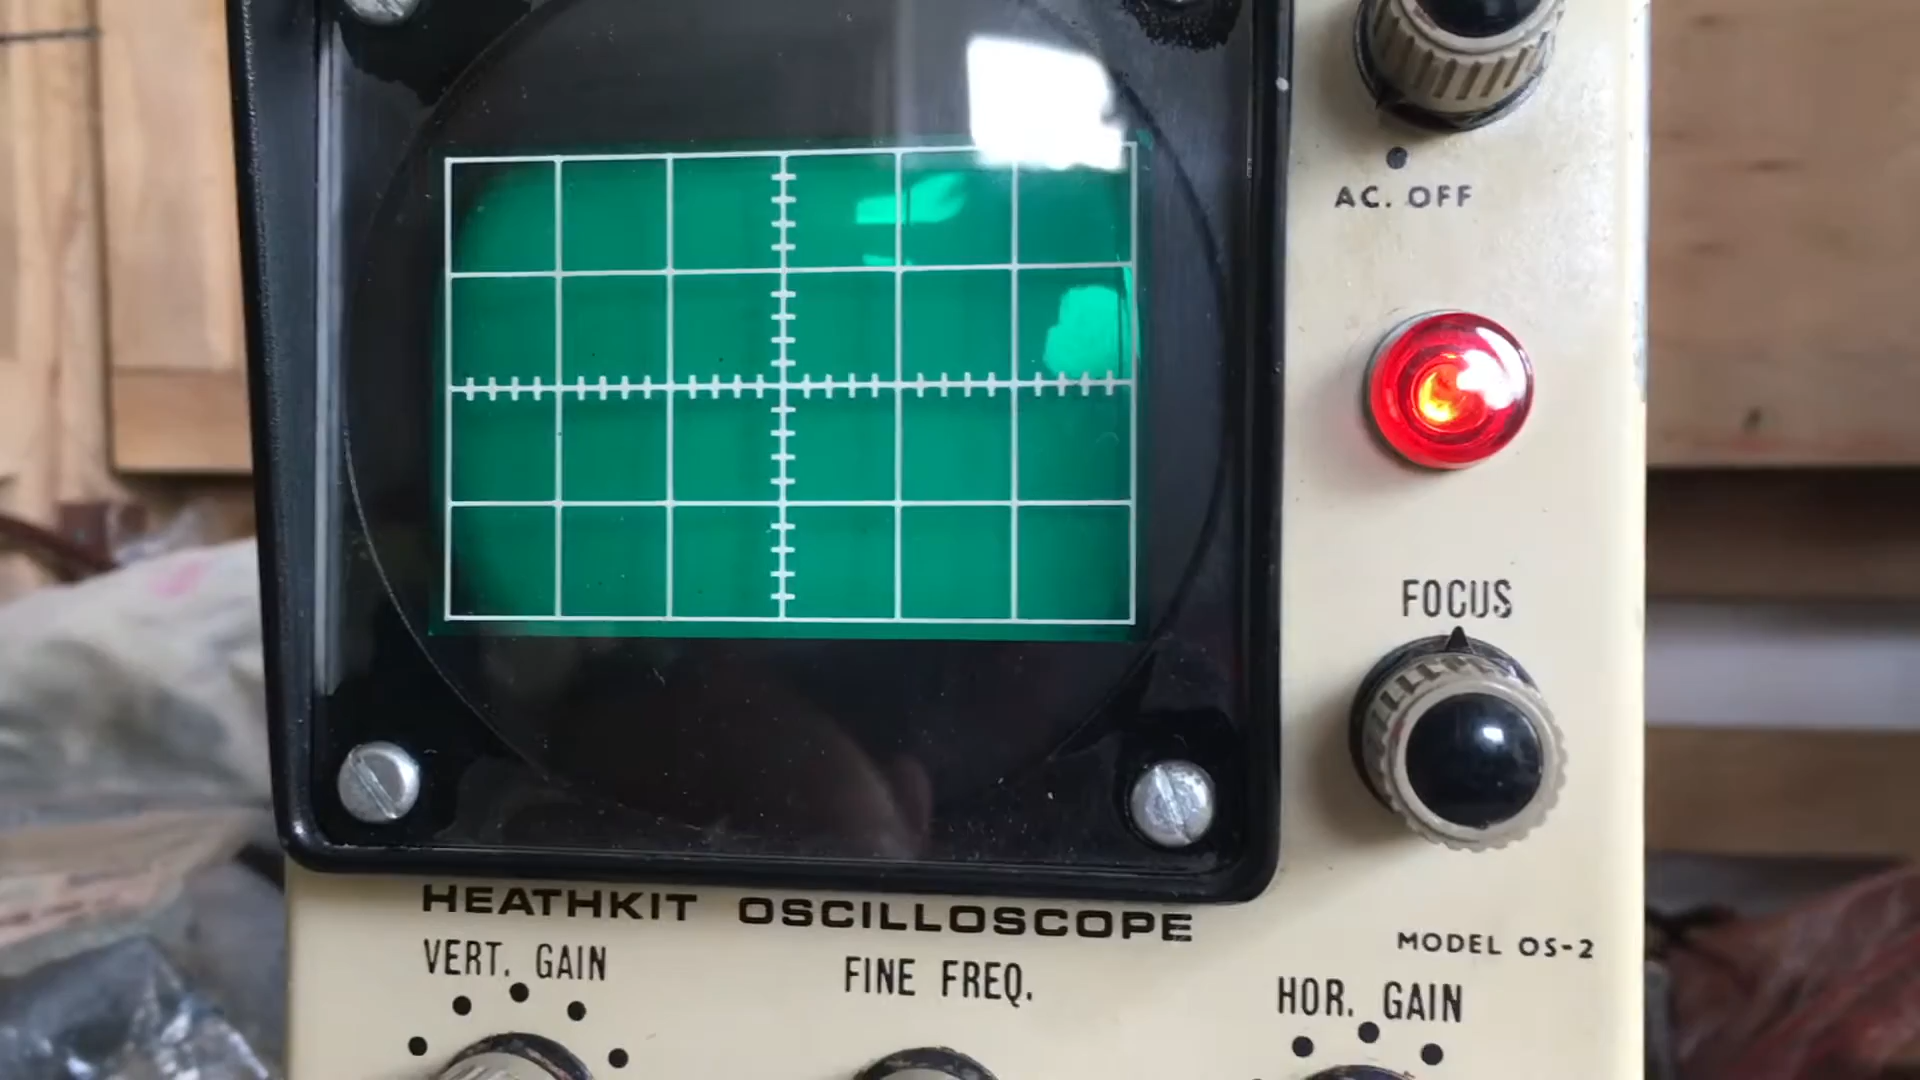 AC. OFF
FOCUS
HEATHKIT OSCILLOSCOPE
MODEL OS-2
VERT. GAIN
FINE FREQ.
HOR. GAIN